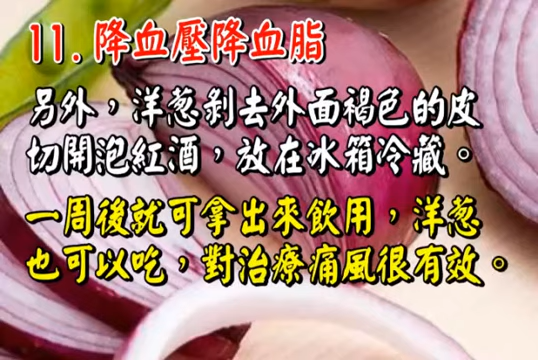 11. 降血壓降血脂
另外，洋葱剝去外面褐色的皮
切開泡紅酒，放在冰箱冷藏。
一周後就可拿出來飲用，洋葱
也可以吃，對治療痛風很有效。